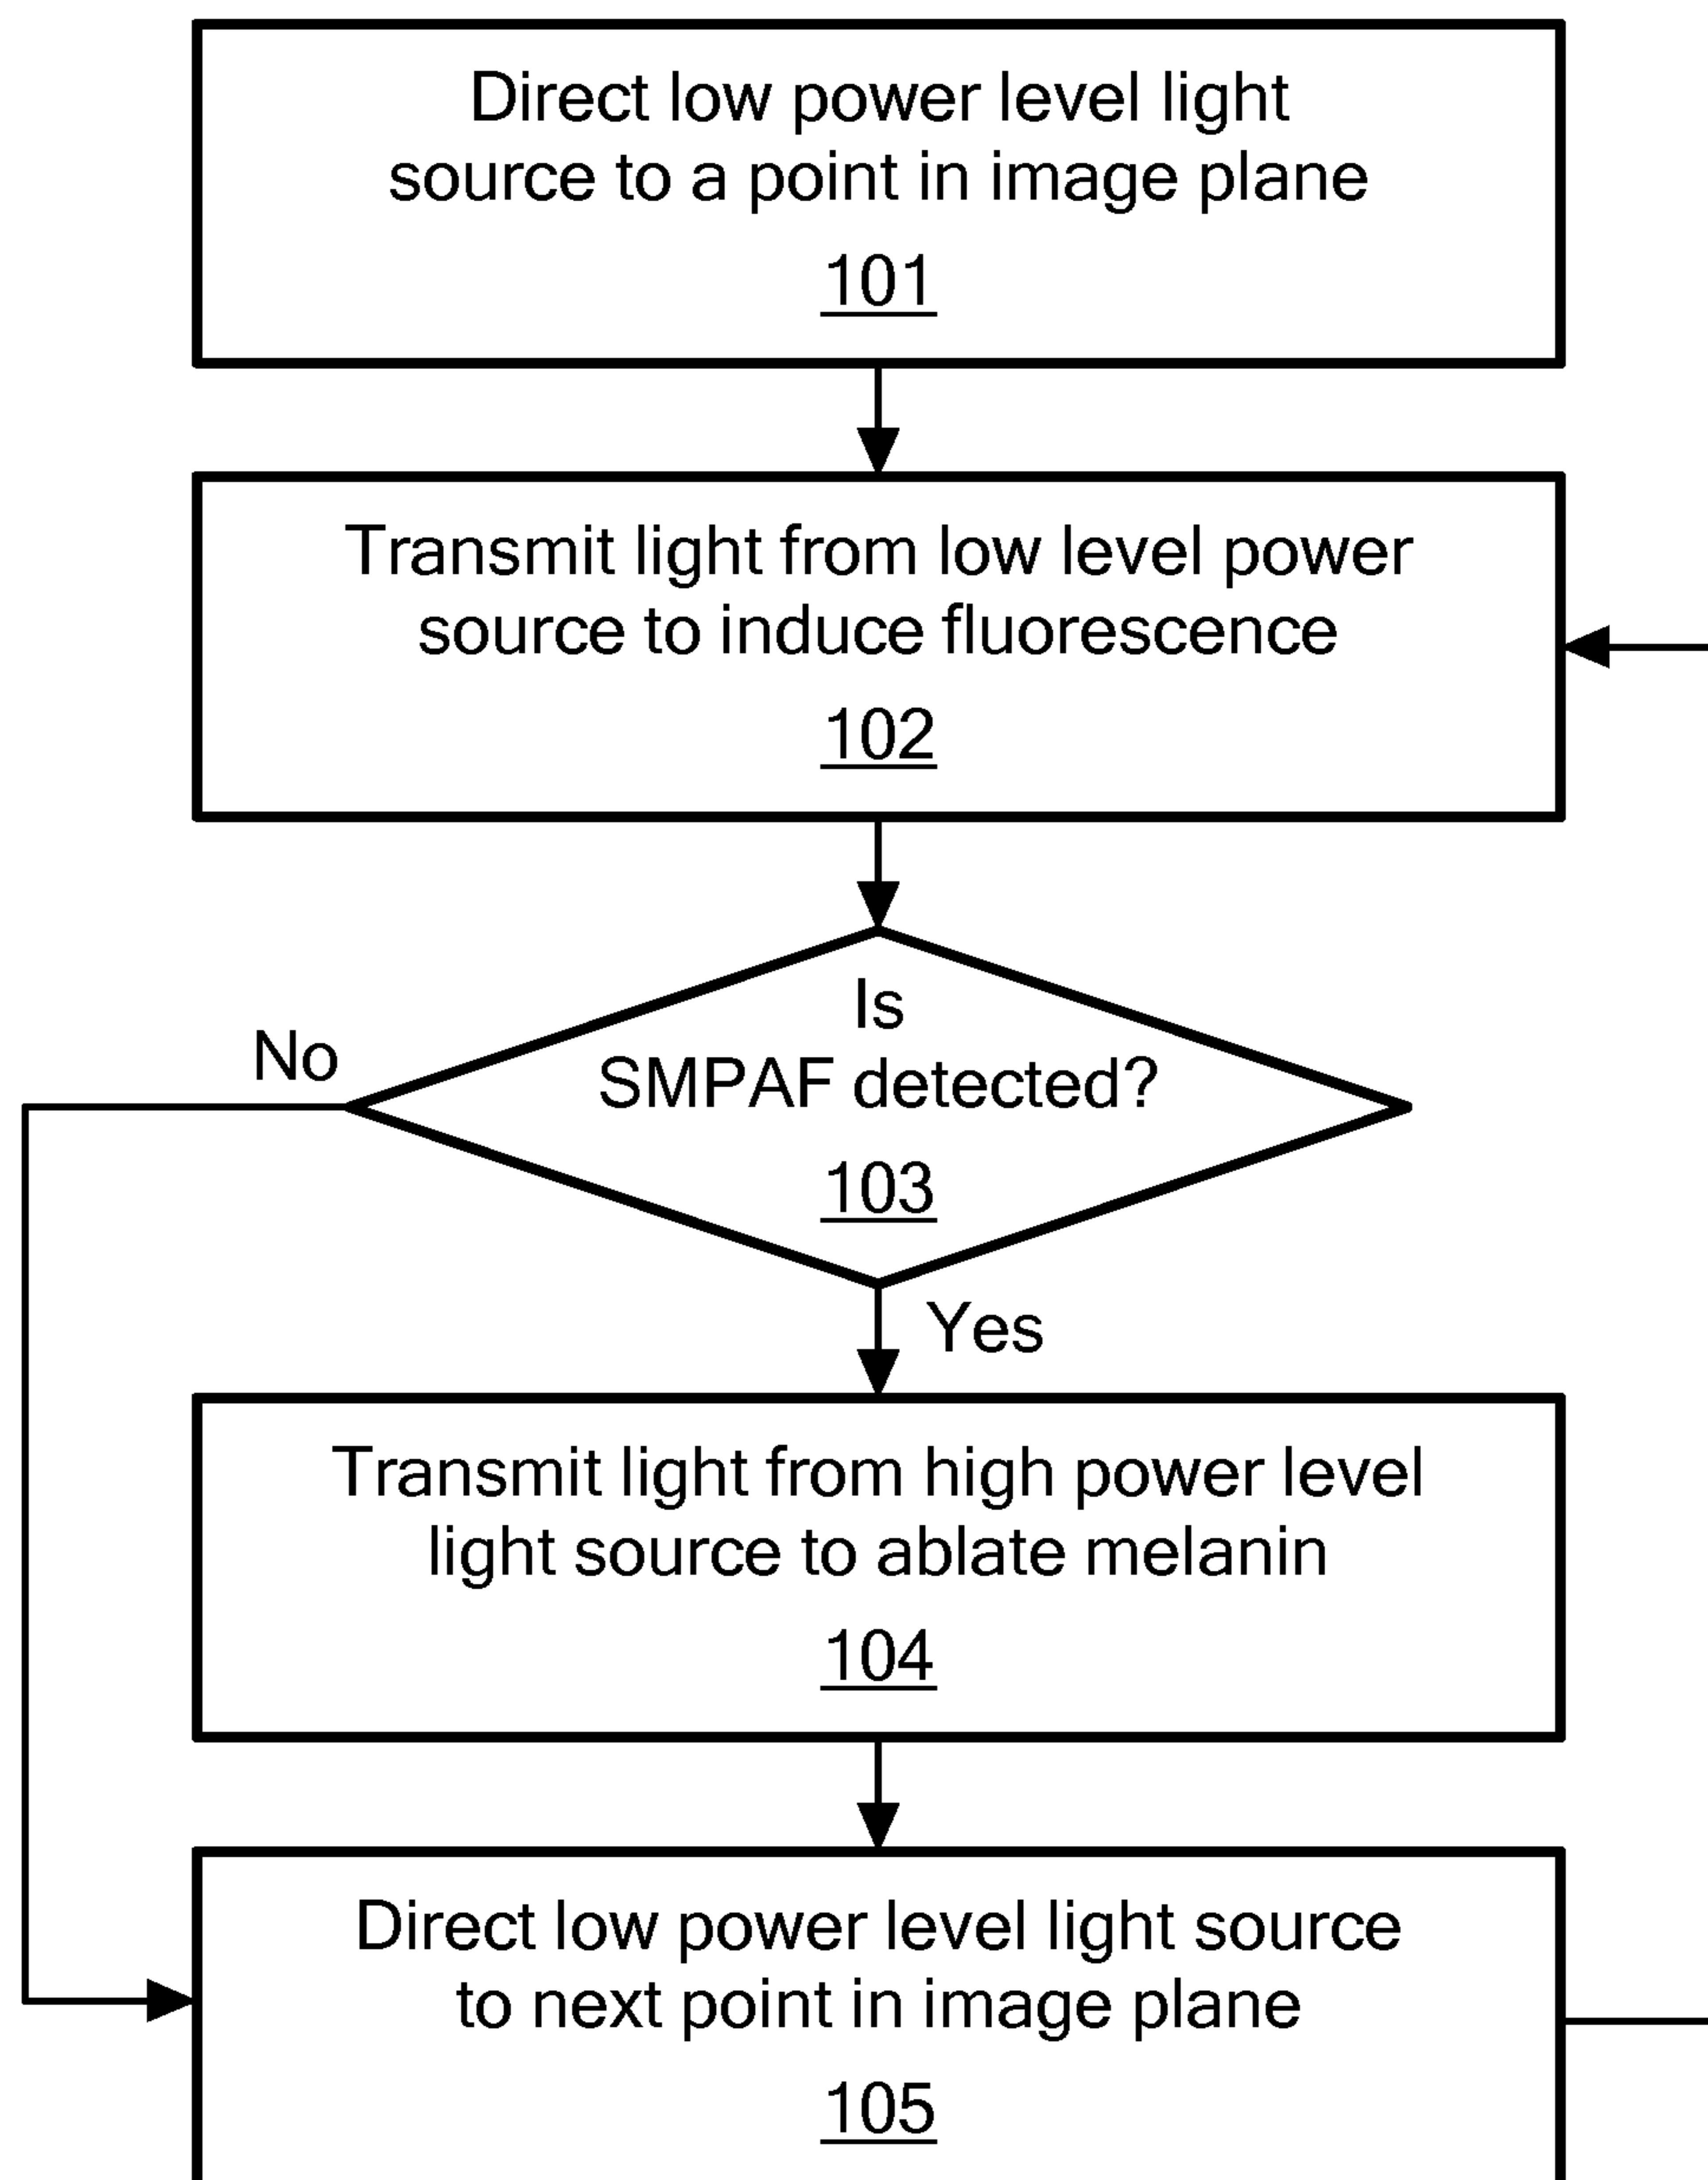 Direct low power level light
source to a point in image plane
101
Transmit light from low level power
source to induce fluorescence
102
Is
SMPAF detected?
103
No
Yes
Transmit light from high power level
light source to ablate melanin
104
Direct low power level light source
to next point in image plane
105